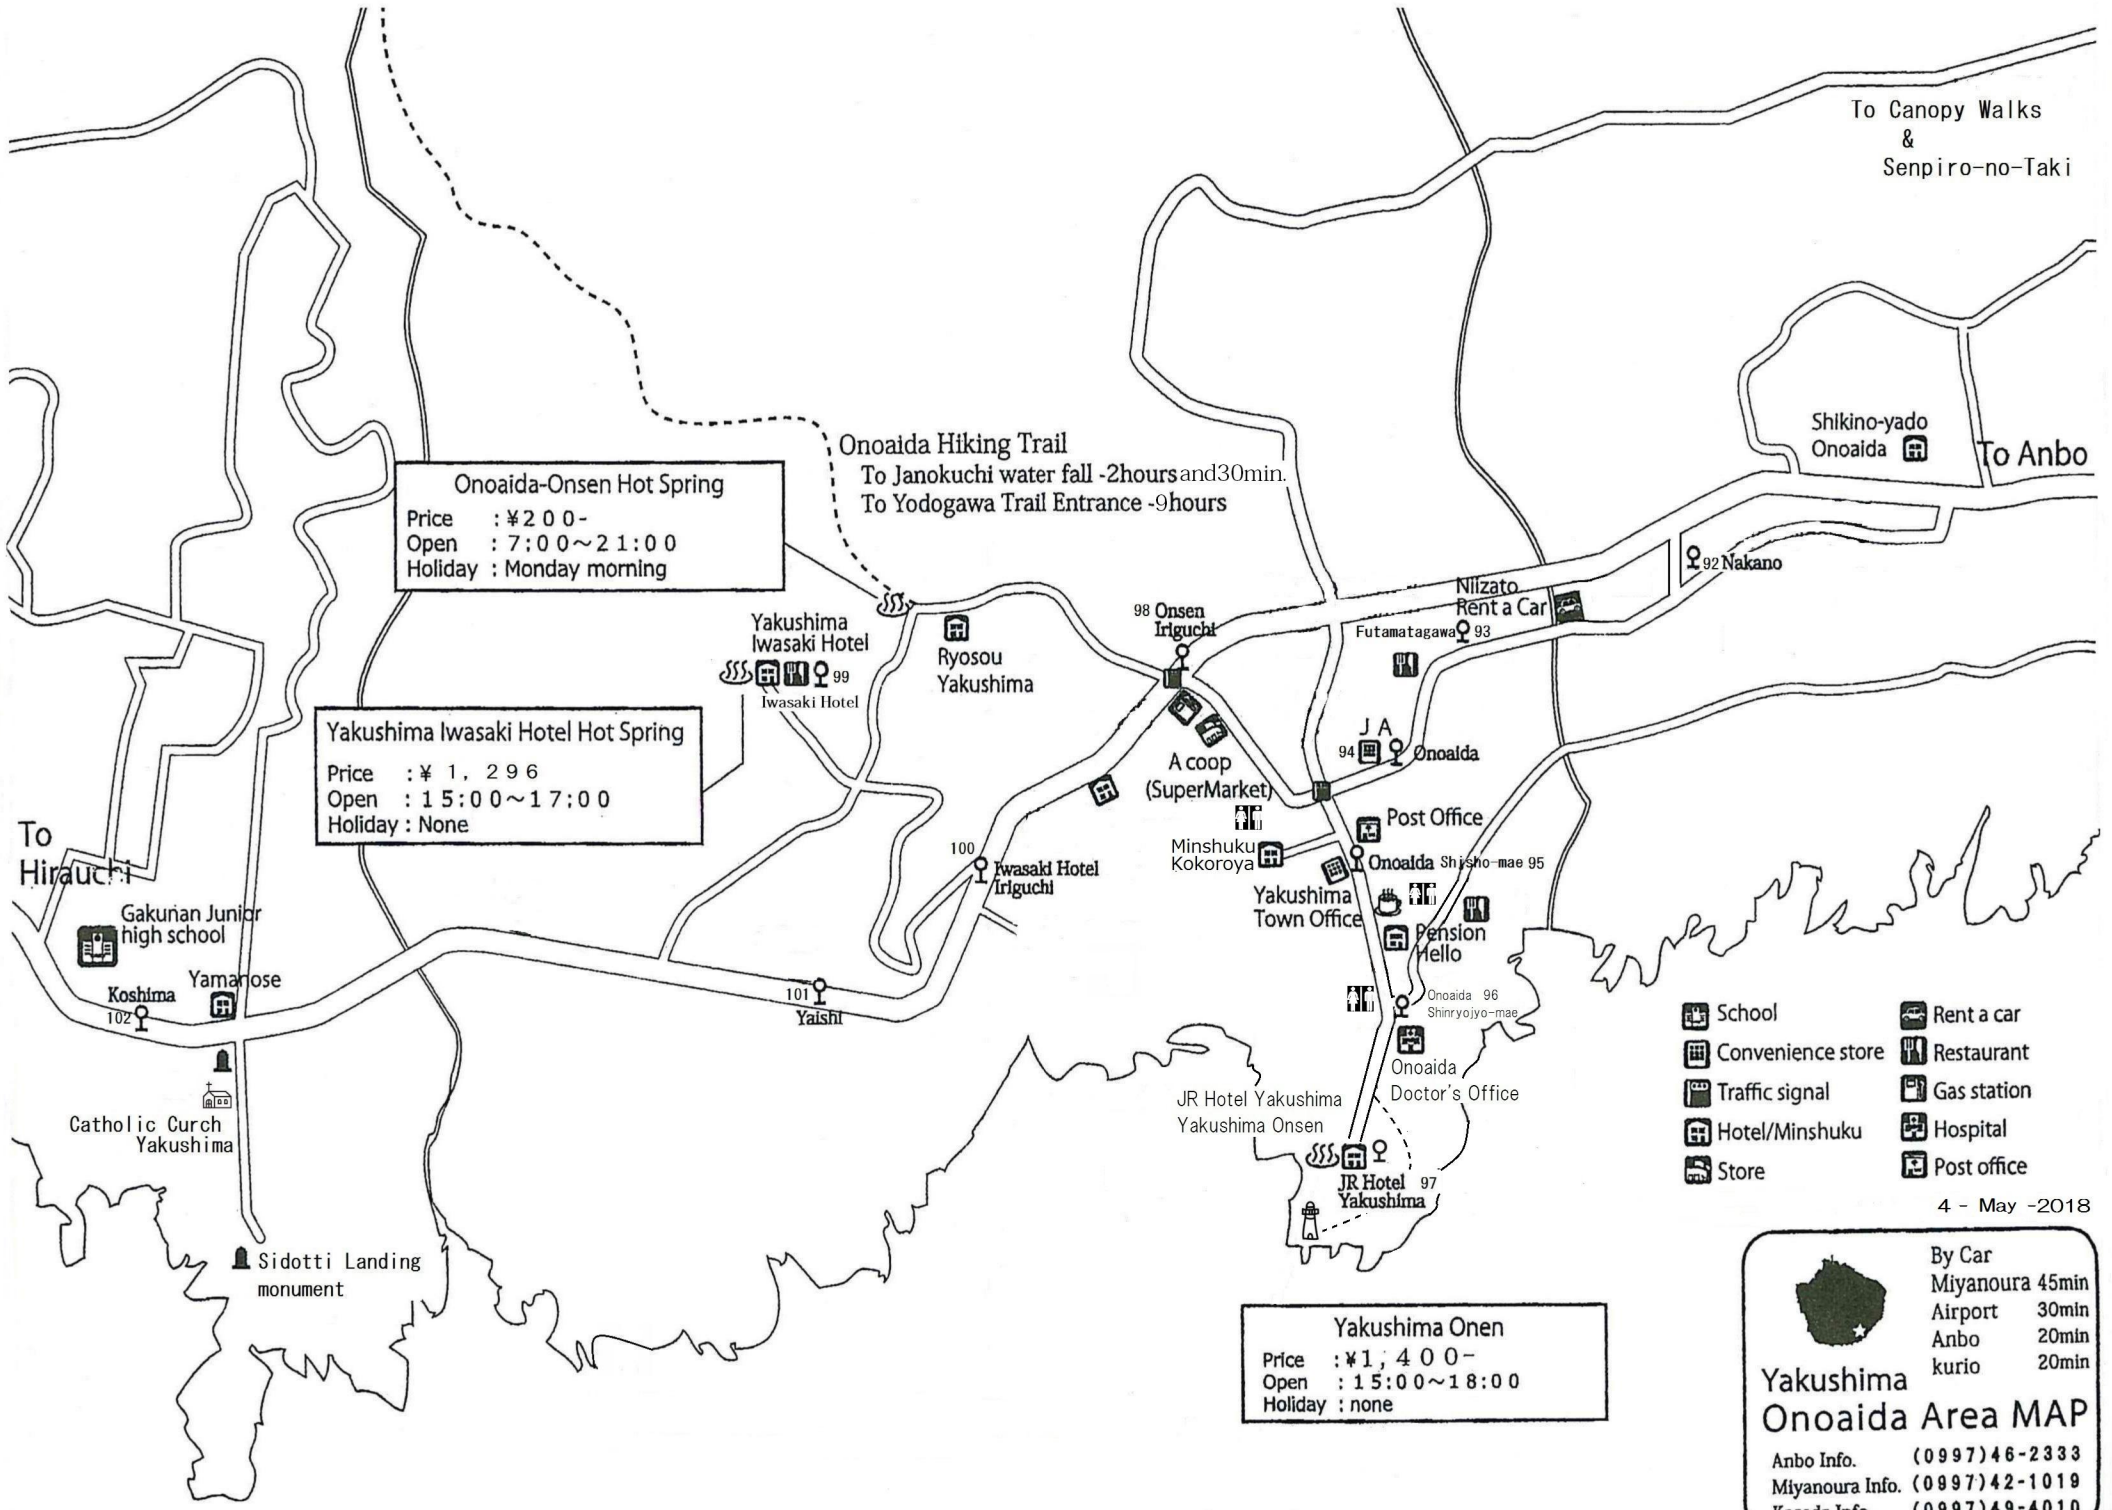 To Canopy Walks
&
Senpiro-no-Taki
Shikino-yado
Onoaida
To Anbo
Onoaida Hiking Trail
To Janokuchi water fall -2hours and30min.
To Yodogawa Trail Entrance -9hours
Onoaida-Onsen Hot Spring
Price :¥200-
Open : 7:00~21:00
Holiday : Monday morning
92 Nakano
Niizato
Rent a Car
Futamatagawa 93
98 Onsen
Iriguchi
Yakushima
Iwasaki Hotel
99
Iwasaki Hotel
Ryosou
Yakushima
Yakushima Iwasaki Hotel Hot Spring
Price :¥ 1, 296
Open : 15:00~17:00
Holiday : None
J A
94 Onoaida
A coop
(SuperMarket)
Post Office
Minshuku
Kokoroya
Onoaida Shisho-mae 95
Yakushima
Town Office
Pension
Hello
To
Hirauchi
100
Iwasaki Hotel
Iriguchi
Gakunan Junior
high school
Yamanose
Koshima
102
101
Yaishi
Onoaida 96
Shinryojyo-mae
Onoaida
Doctor's Office
JR Hotel Yakushima
Yakushima Onsen
JR Hotel 97
Yakushima
Catholic Curch
Yakushima
Sidotti Landing
monument
School
Convenience store
Traffic signal
Hotel/Minshuku
Store
Rent a car
Restaurant
Gas station
Hospital
Post office
4 - May -2018
Yakushima Onen
Price :¥1,400-
Open : 15:00~18:00
Holiday : none
By Car
Miyanoura 45min
Airport 30min
Anbo 20min
kurio 20min
Yakushima
Onoaida Area MAP
Anbo Info. (0997)46-2333
Miyanoura Info. (0997)42-1019
(0997)49-4010